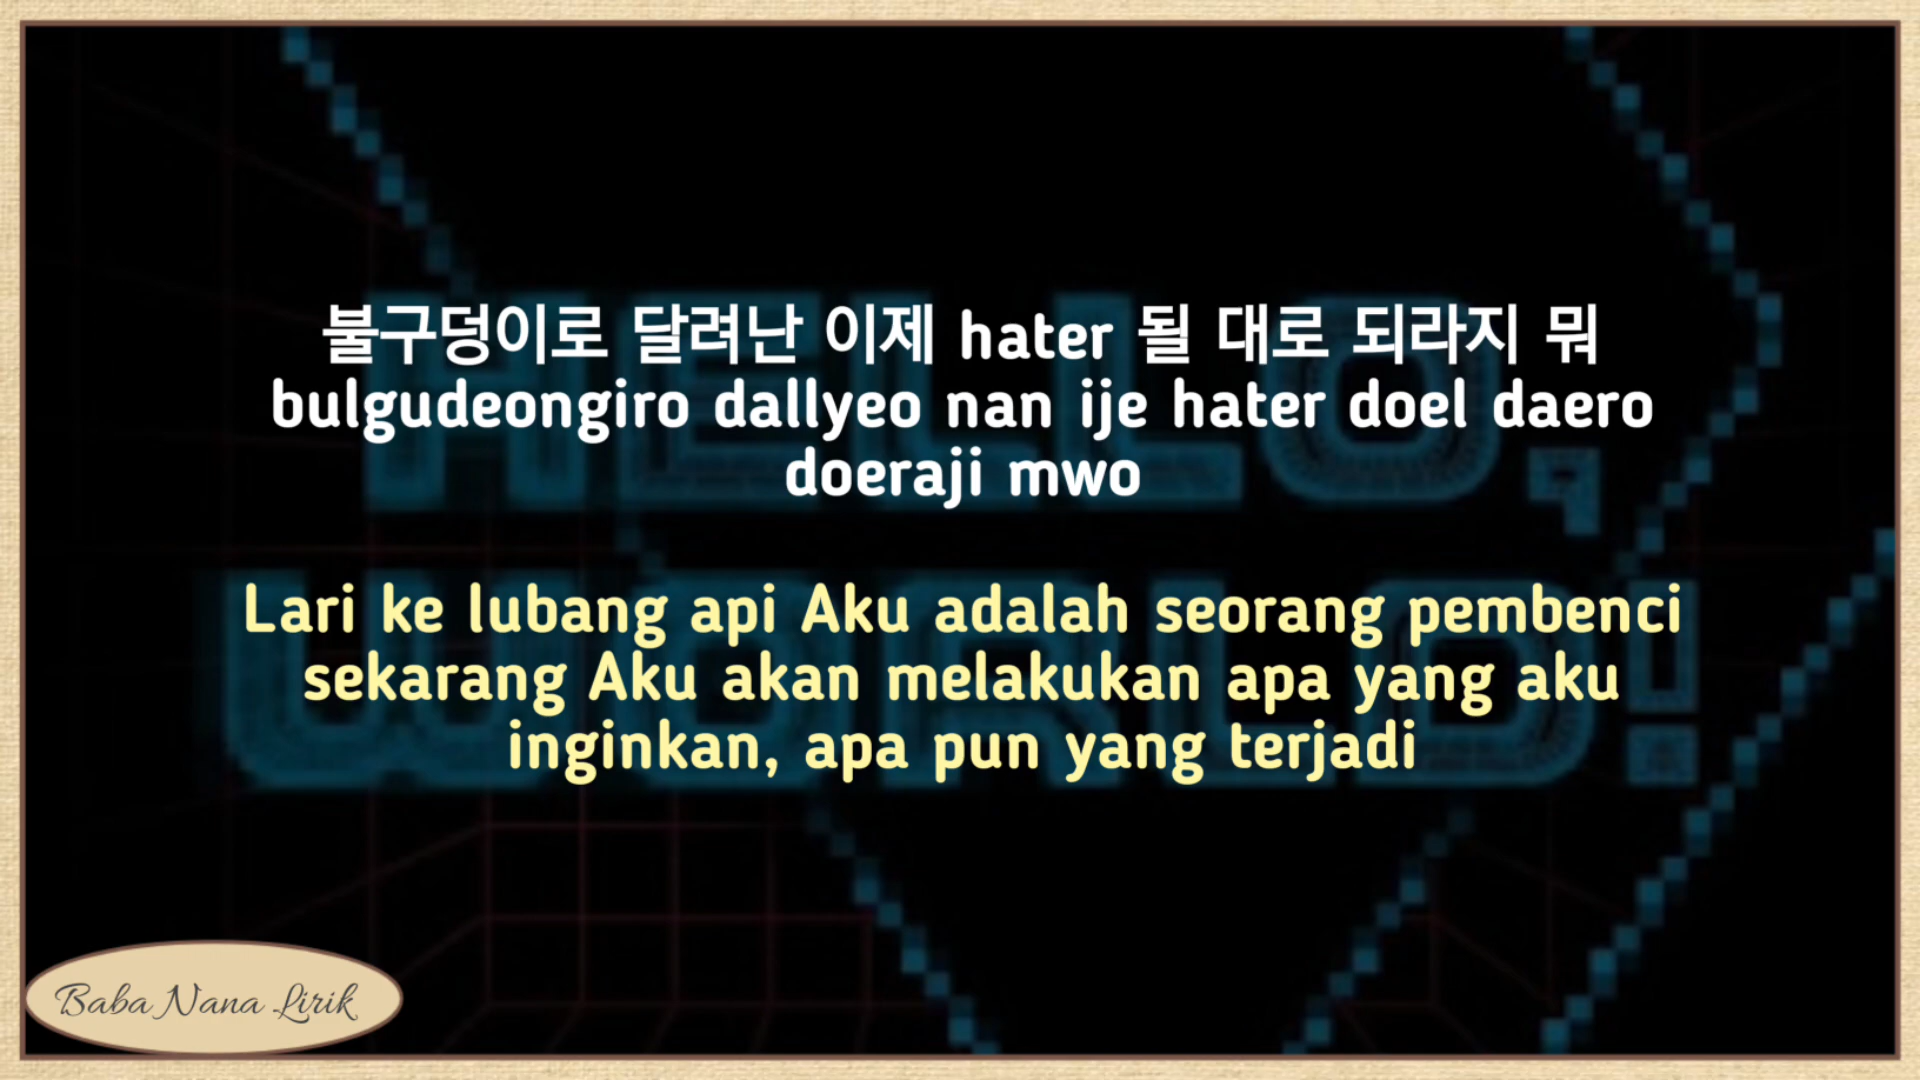 불구덩이로 달려난 이제 hater 될 대로 되라지 뭐
bulgudeongiro dallyeo nan ije hater doel daero
doeraji mwo
HELLO,
Lari ke lubang api Aku adalah seorang pembenci
sekarang Aku akan melakukan apa yang aku
inginkan, apa pun yang terjadi
WORLD!
Baba Nana Lirik